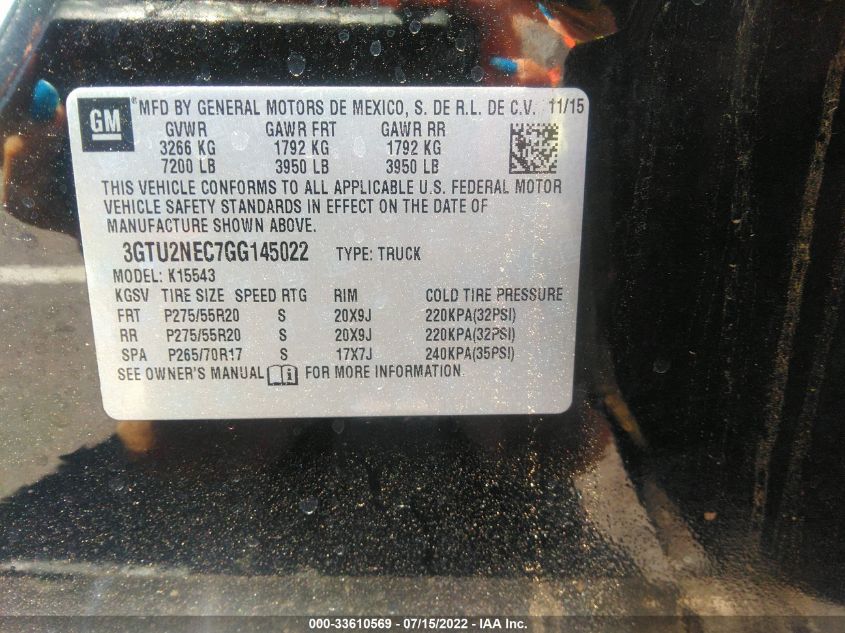 GM ® MFD BY GENERAL MOTORS DE MEXICO, S. DE R.L. DE C.V. 11/15
GVWR GAWR FRT GAWR RR
3266 KG 1792 KG 1792 KG
7200 LB 3950 LB 3950 LB
THIS VEHICLE CONFORMS TO ALL APPLICABLE U.S. FEDERAL MOTOR
VEHICLE SAFETY STANDARDS IN EFFECT ON THE DATE OF
MANUFACTURE SHOWN ABOVE.
3GTU2NEC7GG145022 TYPE: TRUCK
MODEL: K15543
KGSV TIRE SIZE SPEED RTG RIM COLD TIRE PRESSURE
FRT P275/55R20 S 20X9J 220KPA(32PSI)
RR P275/55R20 S 20X9J 220KPA(32PSI)
SPA P265/70R17 S 17X7J 240KPA(35PSI)
SEE OWNER'S MANUAL i FOR MORE INFORMATION.
000-33610569 - 07/15/2022 - IAA Inc.